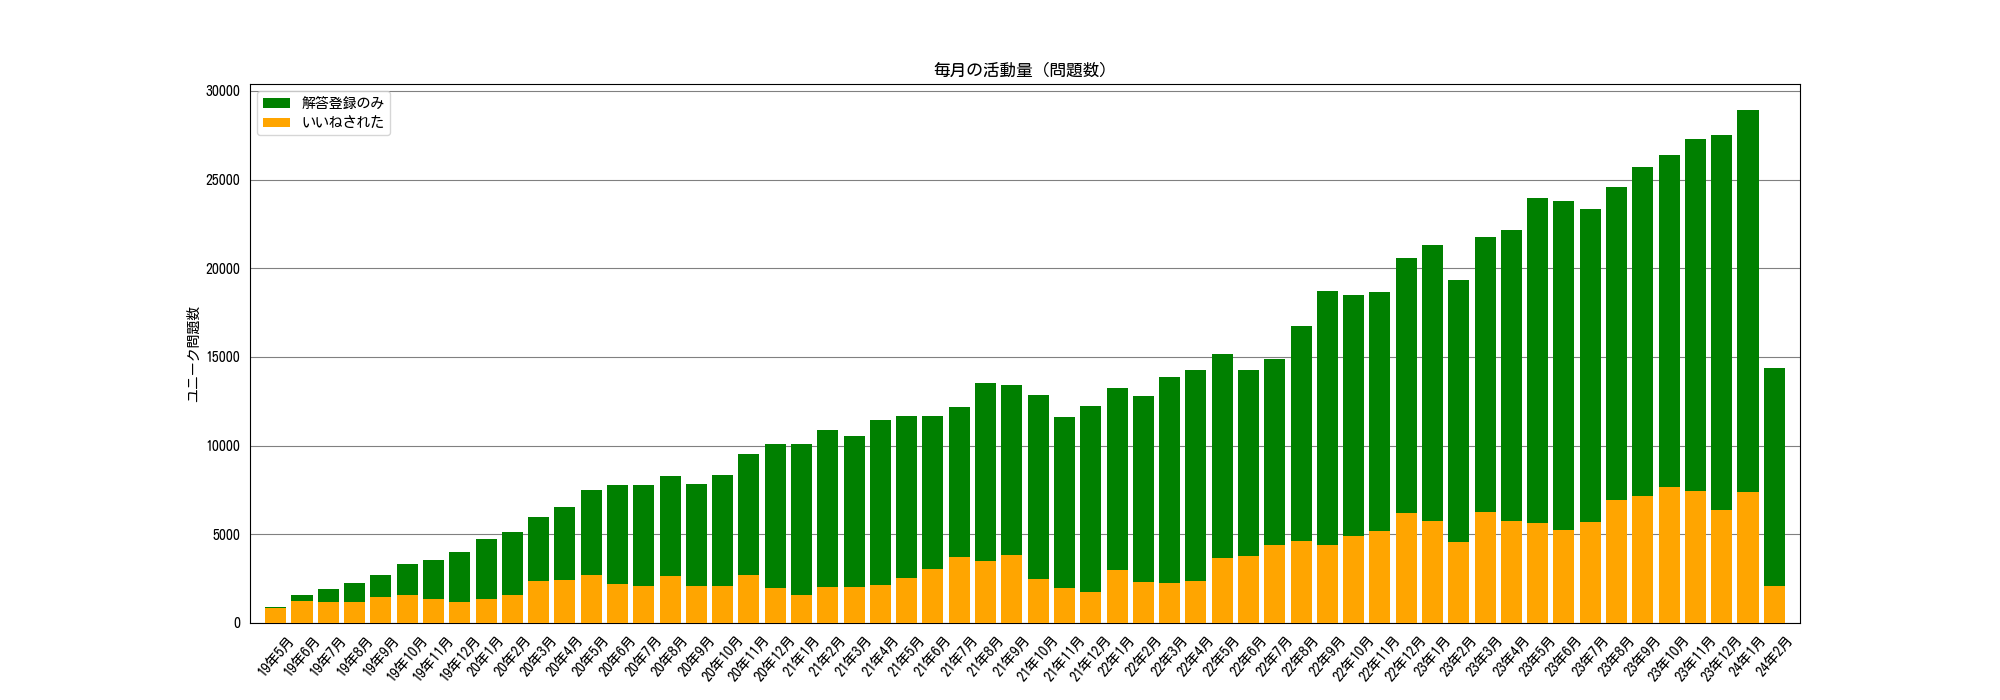 毎月の活動量（問題数）
解答登録のみ
いいねされた
ユニーク問題数
30000
25000
20000
15000
10000
5000
0
19年5月
19年6月
19年7月
19年8月
19年9月
19年10月
19年11月
19年12月
20年1月
20年2月
20年3月
20年4月
20年5月
20年6月
20年7月
20年8月
20年9月
20年10月
20年11月
20年12月
21年1月
21年2月
21年3月
21年4月
21年5月
21年6月
21年7月
21年8月
21年9月
21年10月
21年11月
21年12月
22年1月
22年2月
22年3月
22年4月
22年5月
22年6月
22年7月
22年8月
22年9月
22年10月
22年11月
22年12月
23年1月
23年2月
23年3月
23年4月
23年5月
23年6月
23年7月
23年8月
23年9月
23年10月
23年11月
23年12月
24年1月
24年2月